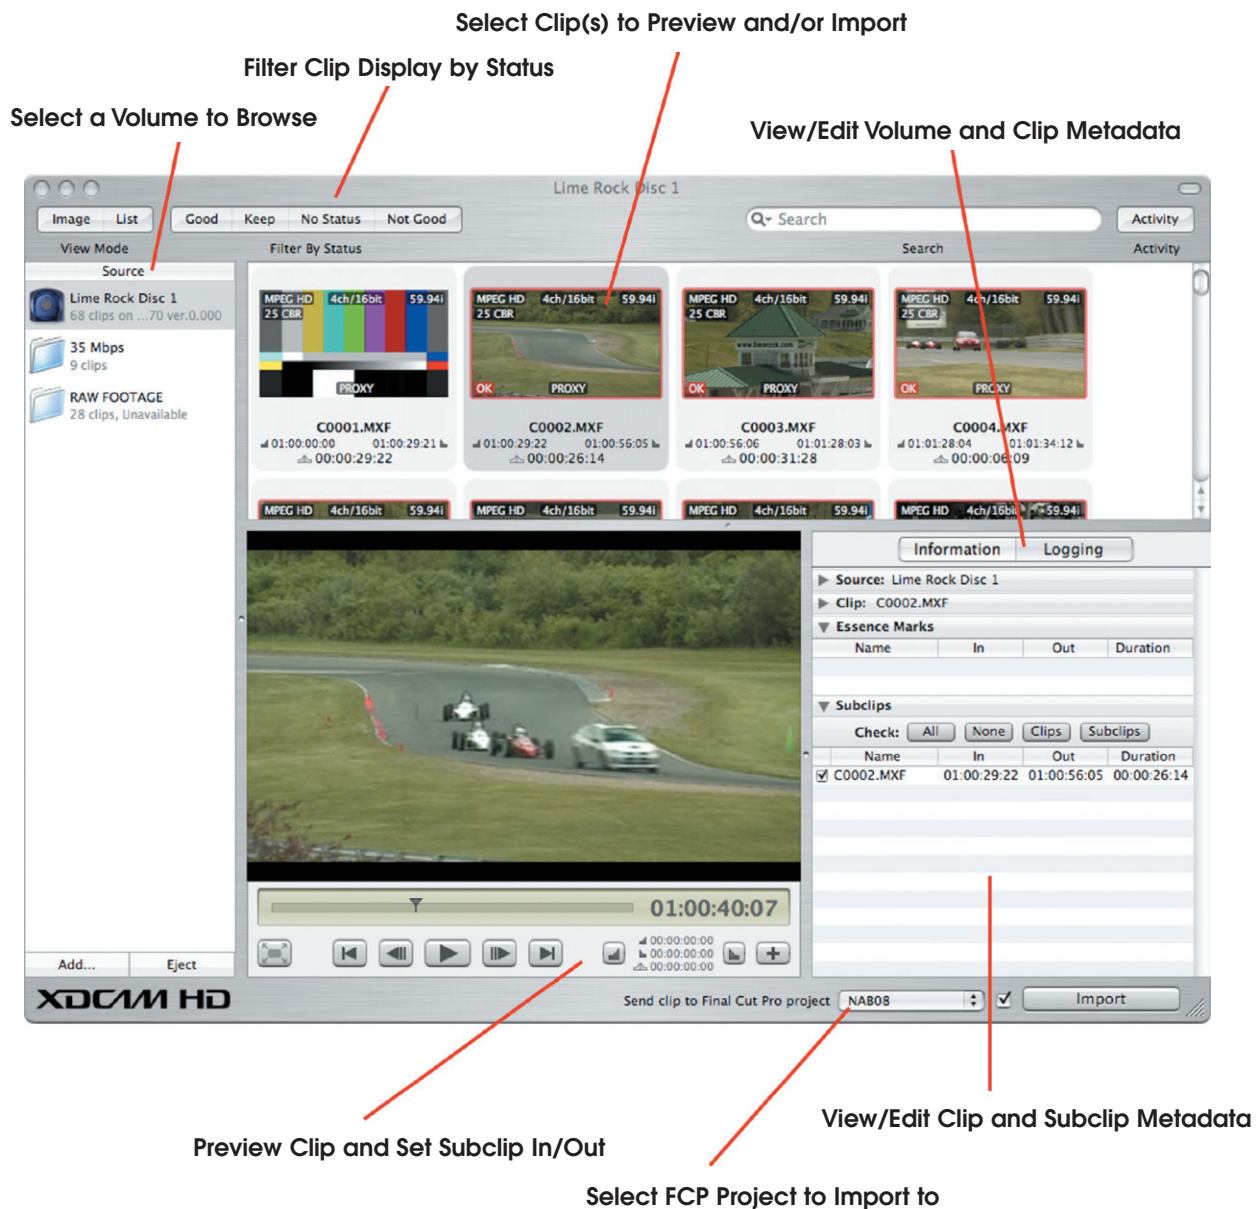 Select Clip(s) to Preview and/or Import
Filter Clip Display by Status
Select a Volume to Browse
View/Edit Volume and Clip Metadata
Lime Rock Disc 1
Image List Good Keep No Status Not Good Search Activity
View Mode Filter By Status Search Activity
Source
Lime Rock Disc 1
68 clips on ...70 ver.0.000
35 Mbps
9 clips
RAW FOOTAGE
28 clips, Unavailable
MPEG HD 4ch/16bit 59.94i
25 CBR
PROXY
C0001.MXF
01:00:00:00 01:00:29:21
00:00:29:22
MPEG HD 4ch/16bit 59.94i
25 CBR
OK PROXY
C0002.MXF
01:00:29:22 01:00:56:05
00:00:26:14
MPEG HD 4ch/16bit 59.94i
25 CBR
www.limerock.com
OK PROXY
C0003.MXF
01:00:56:06 01:01:28:03
00:00:31:28
MPEG HD 4ch/16bit 59.94i
25 CBR
OK PROXY
C0004.MXF
01:01:28:04 01:01:34:12
00:00:06:09
MPEG HD 4ch/16bit 59.94i
MPEG HD 4ch/16bit 59.94i
MPEG HD 4ch/16bit 59.94i
MPEG HD 4ch/16bit 59.94i
Information Logging
Source: Lime Rock Disc 1
Clip: C0002.MXF
Essence Marks
Name In Out Duration
Subclips
Check: All None Clips Subclips
Name In Out Duration
C0002.MXF 01:00:29:22 01:00:56:05 00:00:26:14
01:00:40:07
00:00:00:00
00:00:00:00
00:00:00:00
Add... Eject
XDCAM HD
Send clip to Final Cut Pro project NAB08 Import
View/Edit Clip and Subclip Metadata
Preview Clip and Set Subclip In/Out
Select FCP Project to Import to